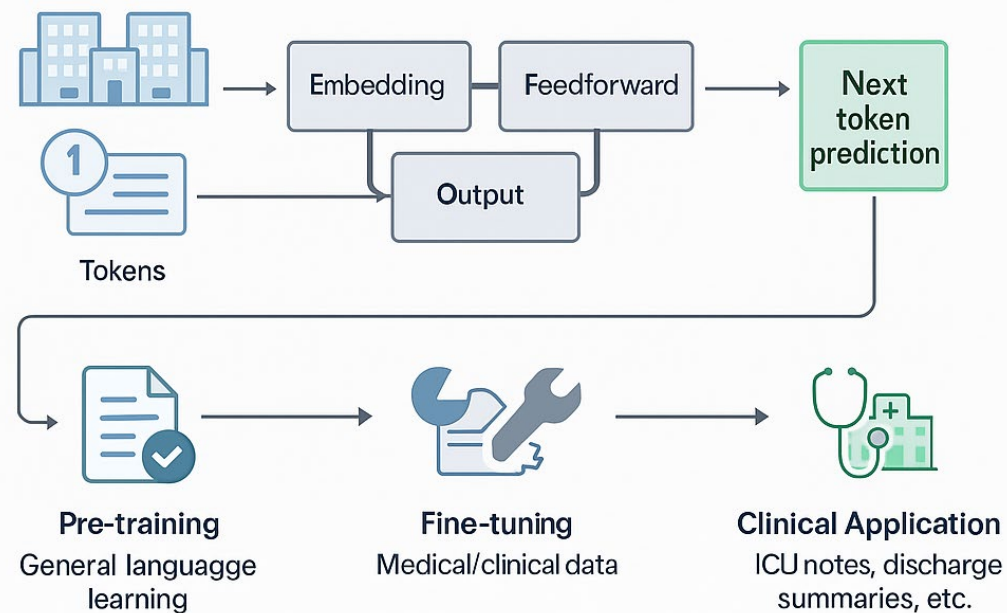 Embedding
Feedforward
Next
token
prediction
1
Output
Tokens
Pre-training
General languagge
learning
Fine-tuning
Medical/clinical data
Clinical Application
ICU notes, discharge
summaries, etc.